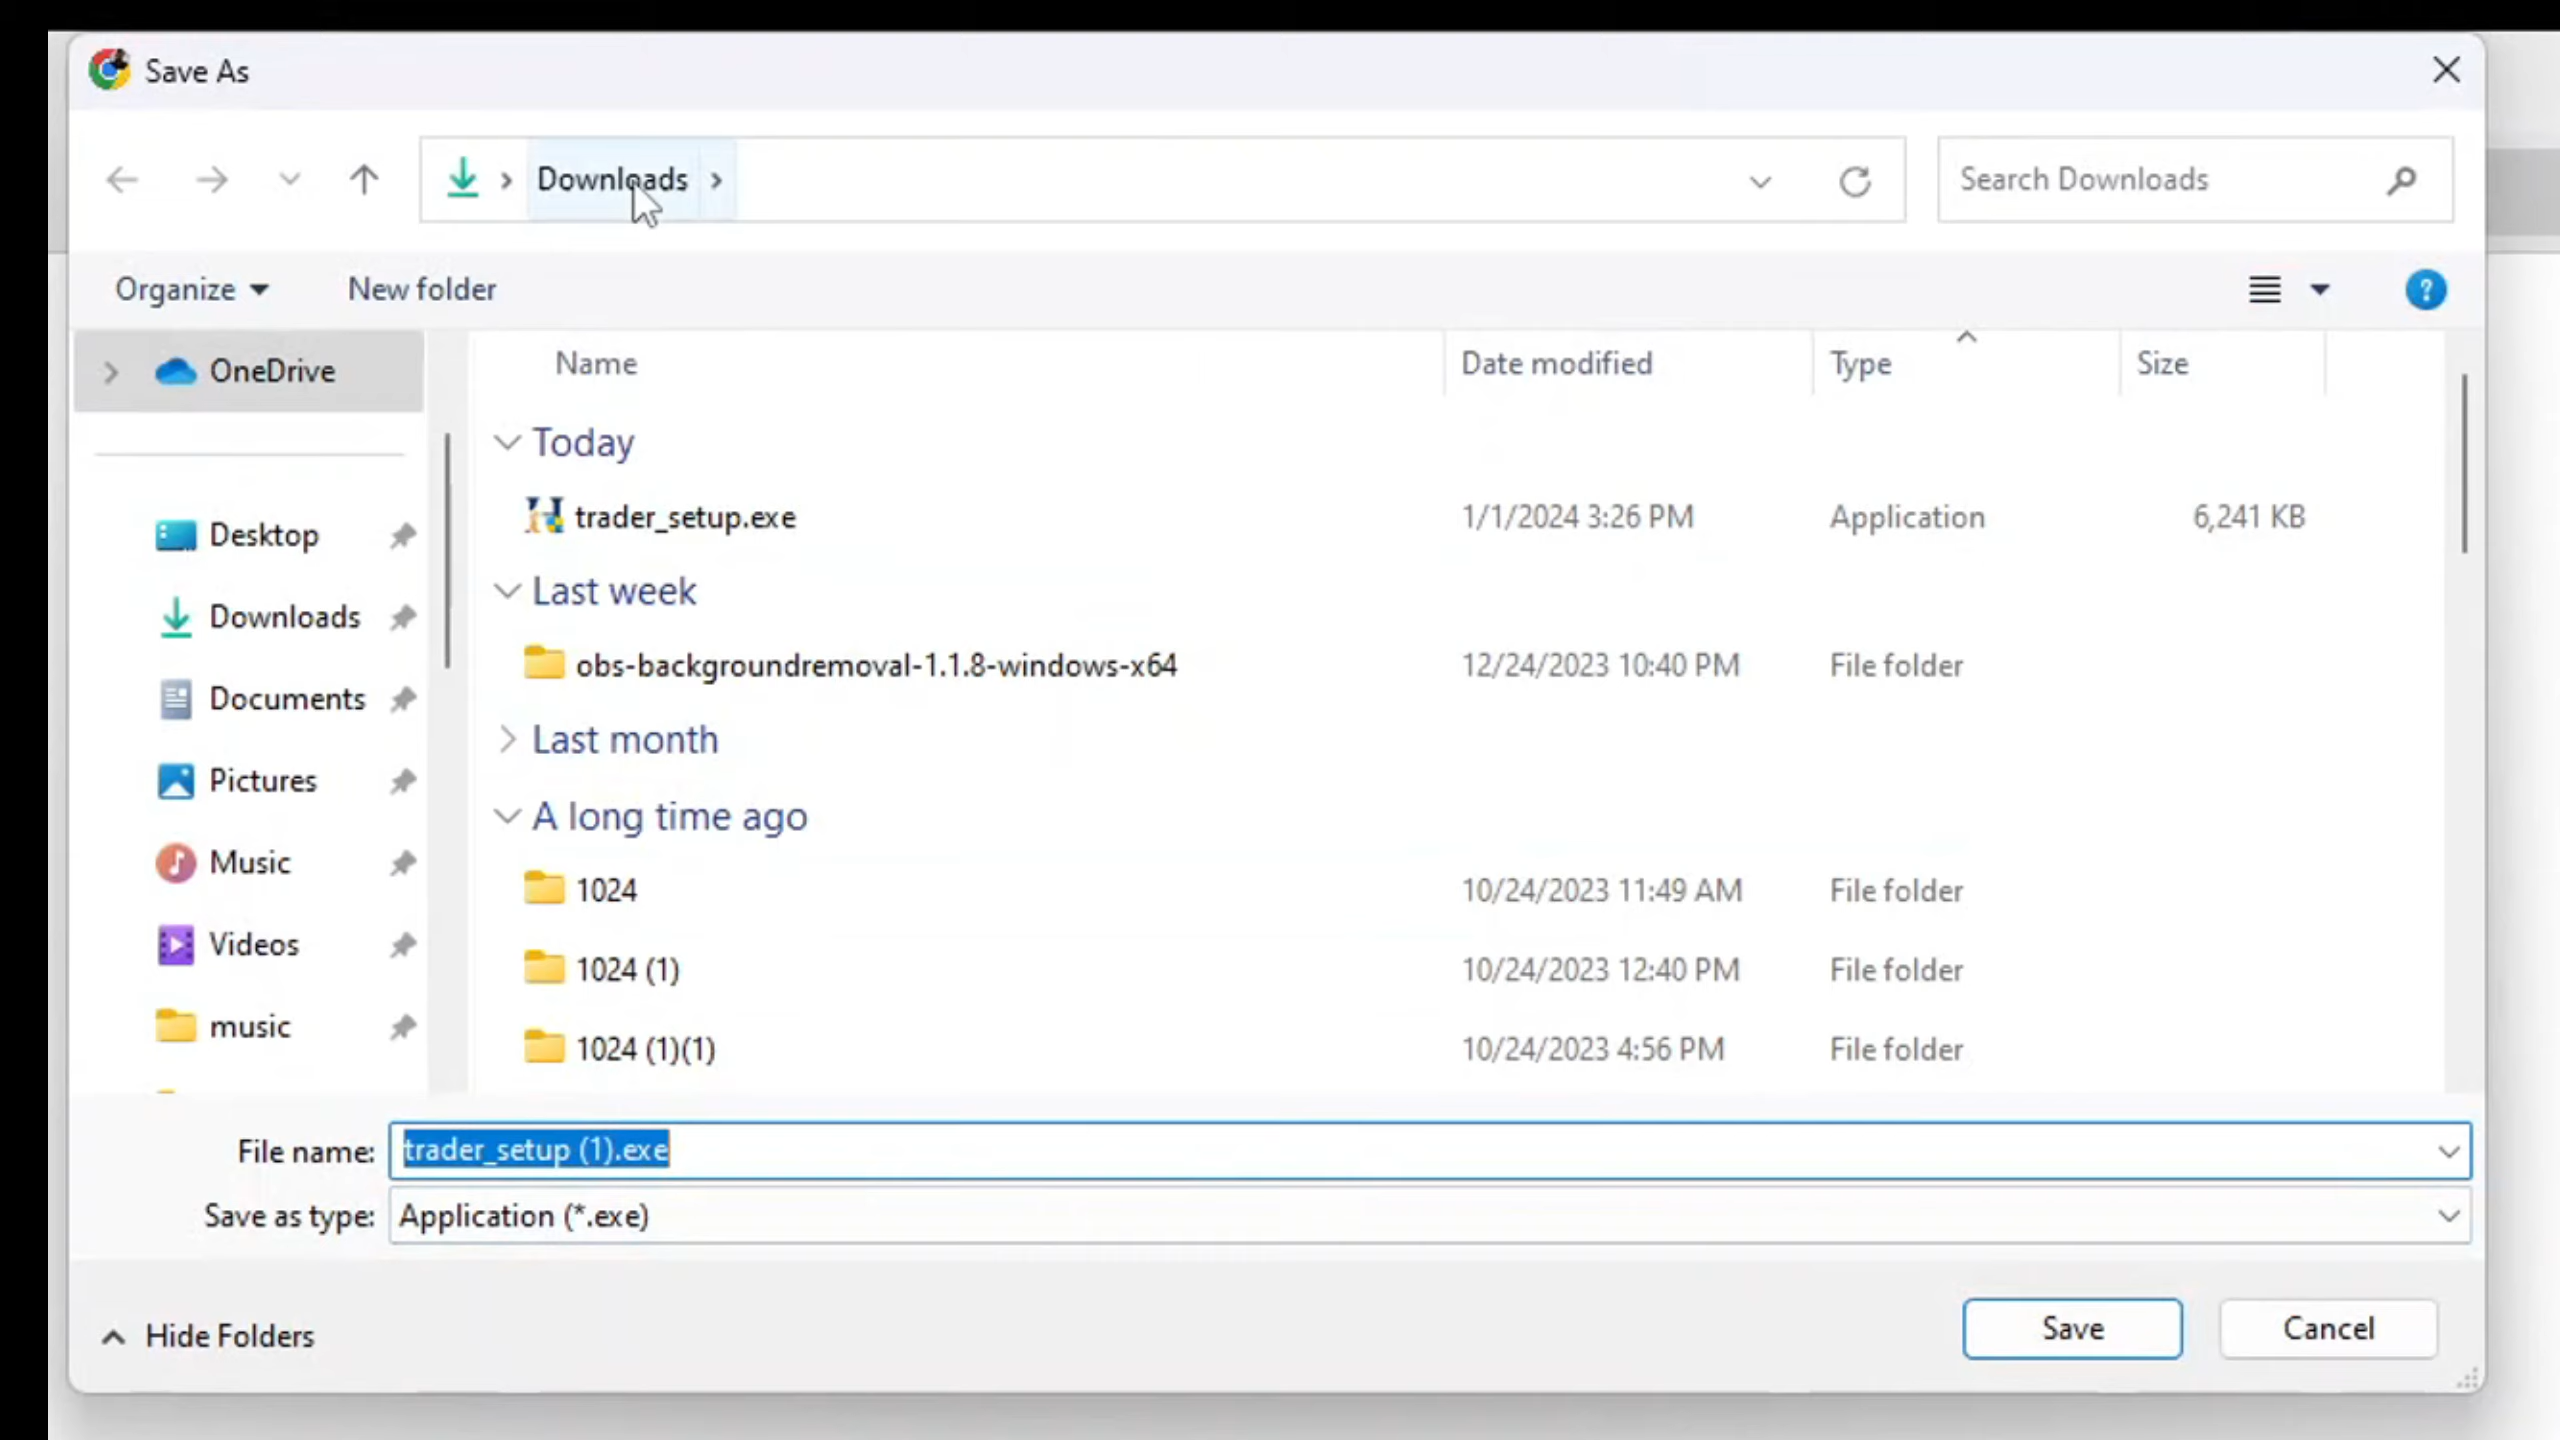 Save As
Downloads
Search Downloads
Organize
New folder
?
OneDrive
Desktop
Downloads
Documents
Pictures
Music
Videos
music
Name Date modified Type Size
Today
trader_setup.exe 1/1/2024 3:26 PM Application 6,241 KB
Last week
obs-backgroundremoval-1.1.8-windows-x64 12/24/2023 10:40 PM File folder
Last month
A long time ago
1024 10/24/2023 11:49 AM File folder
1024 (1) 10/24/2023 12:40 PM File folder
1024 (1)(1) 10/24/2023 4:56 PM File folder
File name: trader_setup (1).exe
Save as type: Application (*.exe)
Hide Folders
Save
Cancel